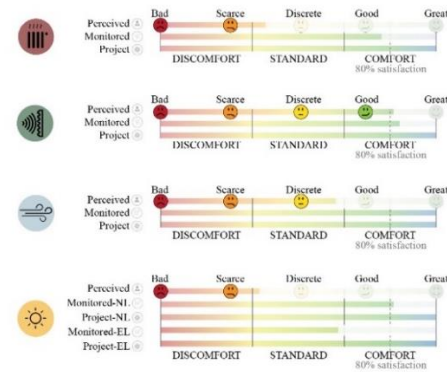 Bad Scarce Discrete Good Great
Perceived
Monitored
Project
DISCOMFORT STANDARD COMFORT
80% satisfaction
Bad Scarce Discrete Good Great
Perceived
Monitored
Project
DISCOMFORT STANDARD COMFORT
80% satisfaction
Bad Scarce Discrete Good Great
Perceived
Monitored
Project
DISCOMFORT STANDARD COMFORT
80% satisfaction
Bad Scarce Discrete Good Great
Perceived
Monitored-NL
Project-NL
Monitored-EL
Project-EL
DISCOMFORT STANDARD COMFORT
80% satisfaction